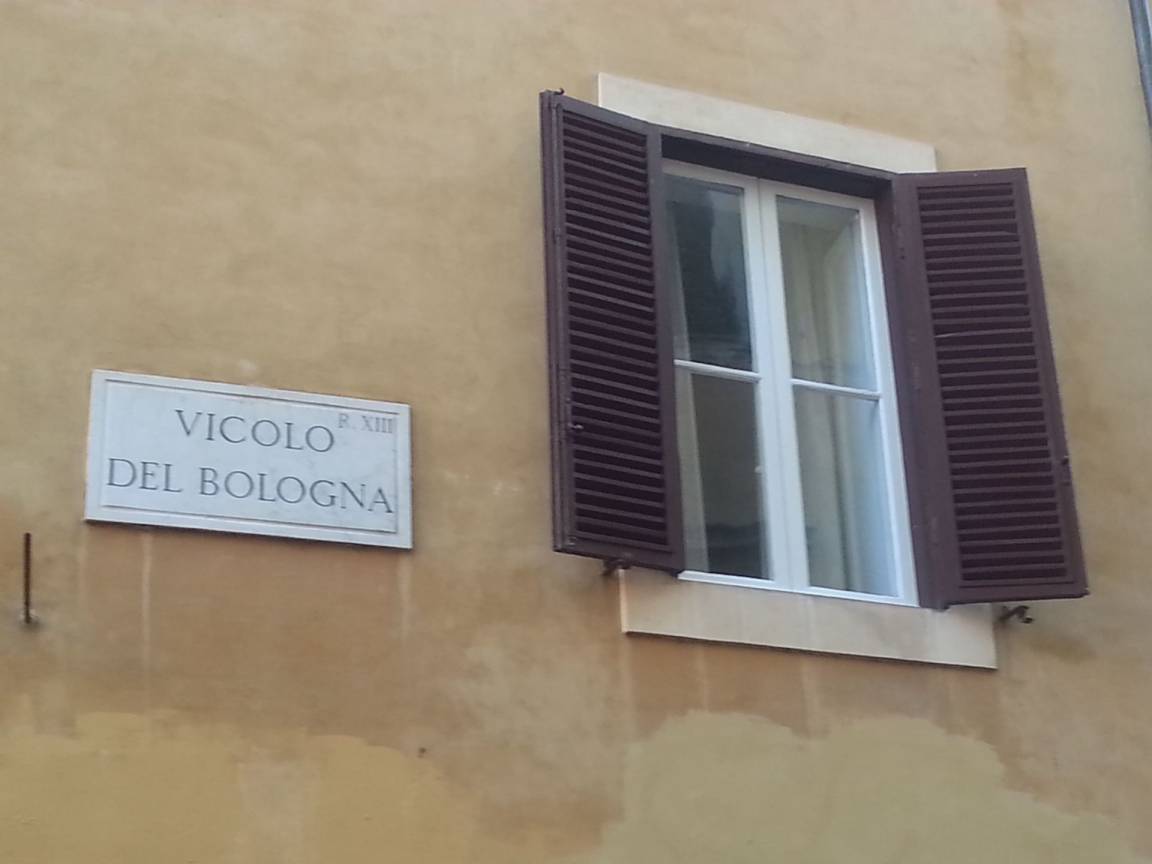 R. XIII
VICOLO
DEL BOLOGNA